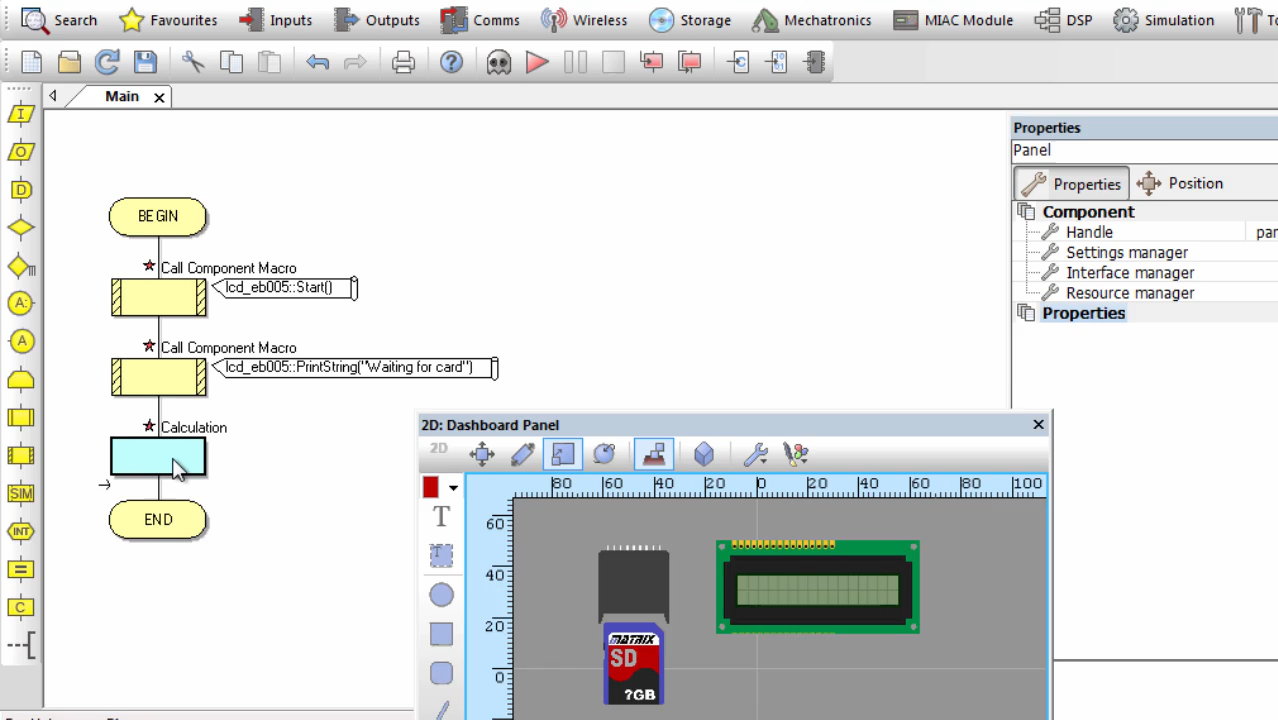 Search Favourites Inputs Outputs Comms Wireless Storage Mechatronics MIAC Module DSP Simulation
Main
Properties
Panel
Properties Position
Component
Handle
Settings manager
Interface manager
Resource manager
Properties
I
O
D
A:
A
SIM
INT
C
BEGIN
Call Component Macro
lcd_eb005::Start()
Call Component Macro
lcd_eb005::PrintString("Waiting for card")
Calculation
END
2D: Dashboard Panel
2D
80 60 40 20 0 20 40 60 80 100
T
T
60
40
20
0
MATRIX
SD
?GB